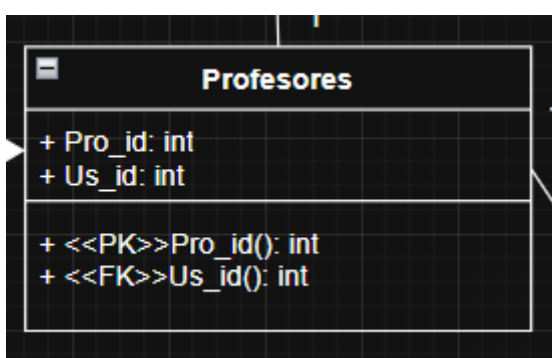 Profesores
+ Pro_id: int
+ Us_id: int
+ <<PK>>Pro_id(): int
+ <<FK>>Us_id(): int